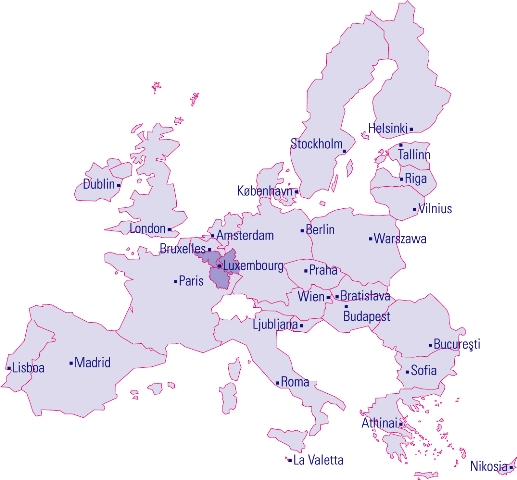 Helsinki
Stockholm
Tallinn
Riga
Dublin
København
Vilnius
London
Amsterdam
Berlin
Warszawa
Bruxelles
Luxembourg
Praha
Paris
Wien
Bratislava
Budapest
Ljubljana
Bucureşti
Madrid
Lisboa
Sofia
Roma
Athinai
La Valetta
Nikosia